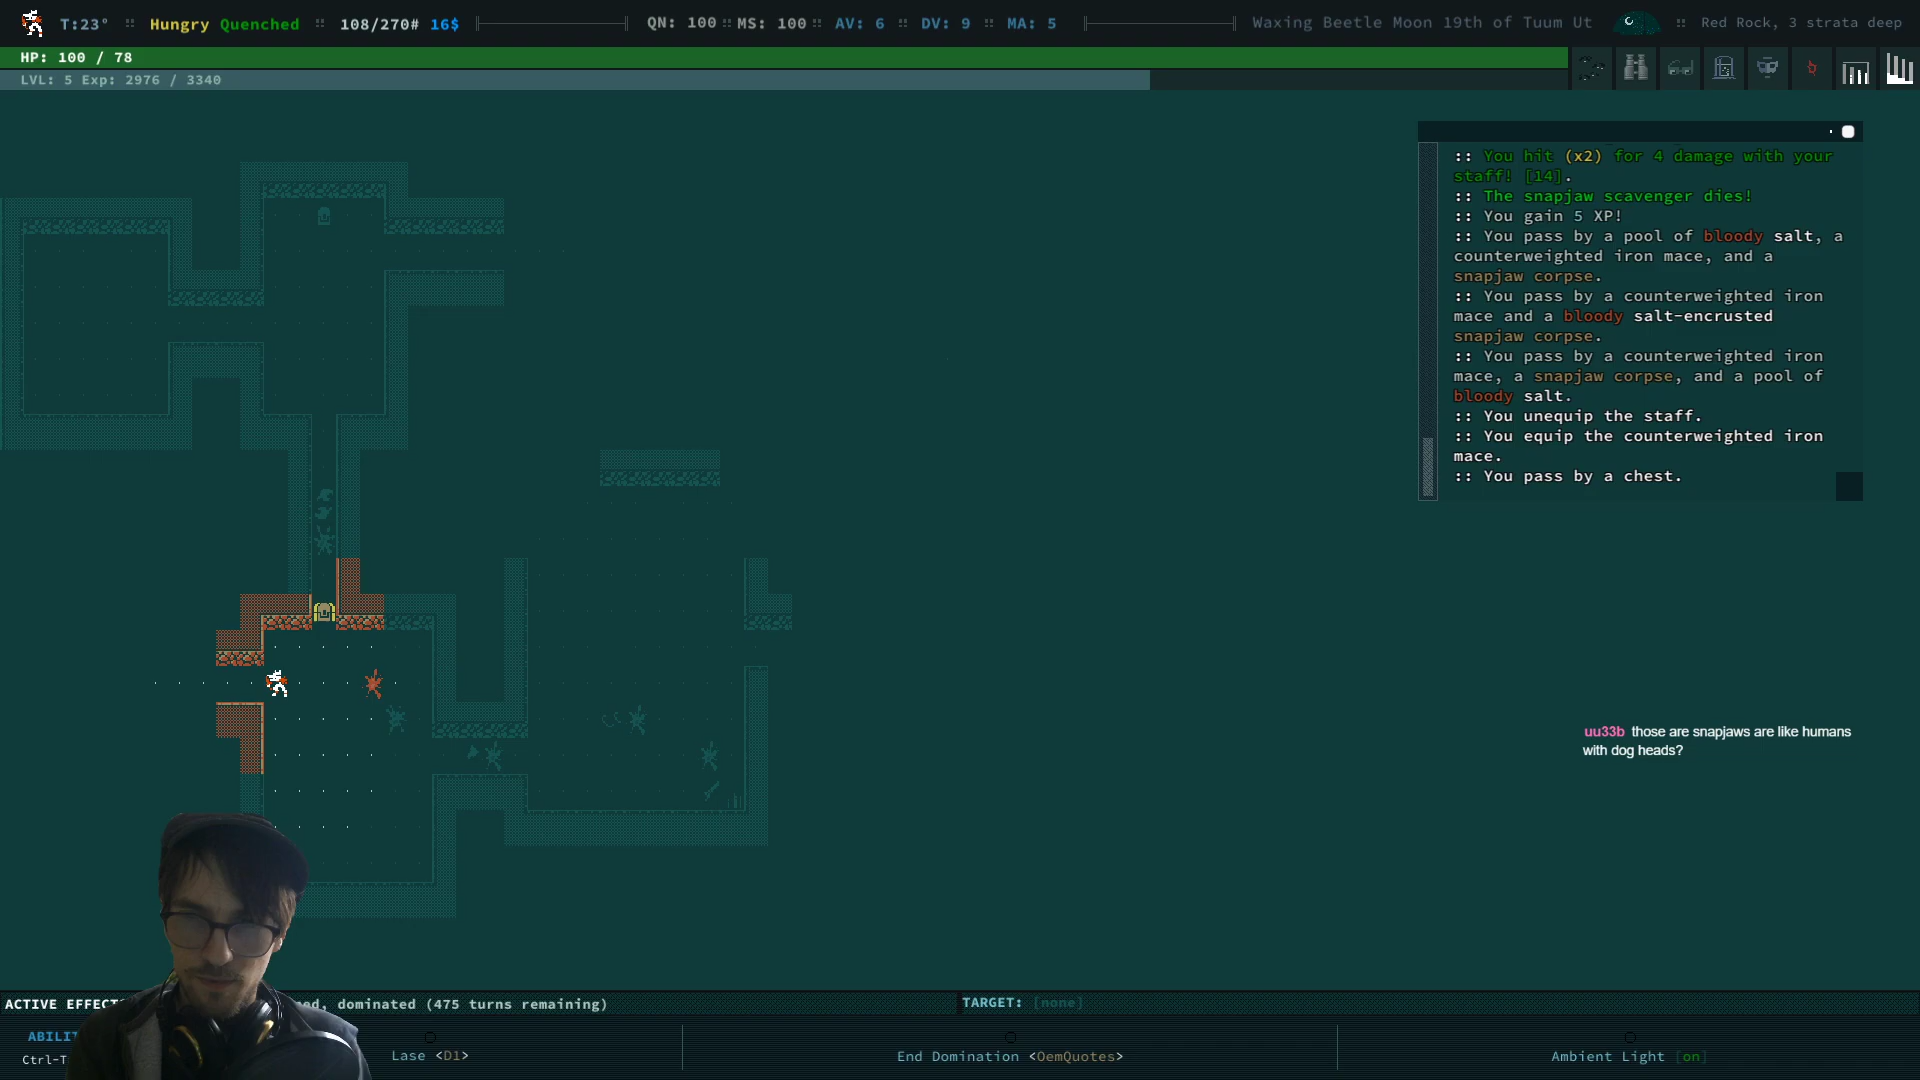 T:23° :: Hungry Quenched :: 108/270# 16$ QN: 100 :: MS: 100 :: AV: 6 :: DV: 9 :: MA: 5 Waxing Beetle Moon 19th of Tuum Ut :: Red Rock, 3 strata deep
HP: 100 / 78
LVL: 5 Exp: 2976 / 3340
:: You hit (x2) for 4 damage with your
staff! [14].
:: The snapjaw scavenger dies!
:: You gain 5 XP!
:: You pass by a pool of bloody salt, a
counterweighted iron mace, and a
snapjaw corpse.
:: You pass by a counterweighted iron
mace and a bloody salt-encrusted
snapjaw corpse.
:: You pass by a counterweighted iron
mace, a snapjaw corpse, and a pool of
bloody salt.
:: You unequip the staff.
:: You equip the counterweighted iron
mace.
:: You pass by a chest.
uu33b those are snapjaws are like humans
with dog heads?
ACTIVE EFFECT dominated (475 turns remaining) TARGET: [none]
ABILIT
Ctrl-T Lase <D1> End Domination <OemQuotes> Ambient Light [on]